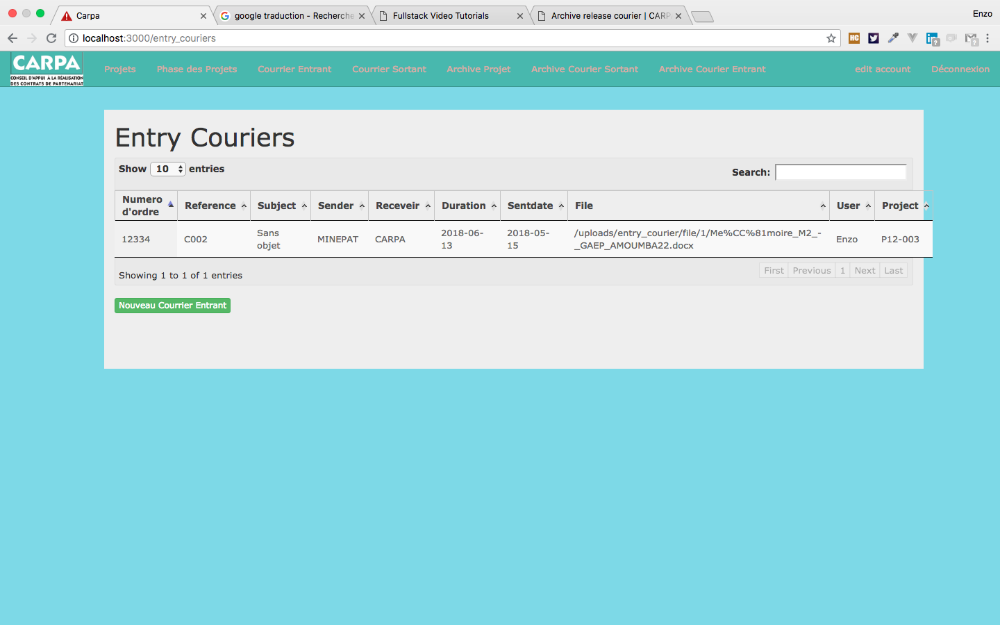 Carpa
google traduction - Recherche
Fullstack Video Tutorials
Archive release courier | CARP
Enzo
localhost:3000/entry_couriers
CARPA
CONSEIL D'APPUI À LA RÉALISATION
DES CONTRATS DE PARTENARIAT
Projets Phase des Projets Courrier Entrant Courrier Sortant Archive Projet Archive Courier Sortant Archive Courier Entrant edit account Déconnexion
Entry Couriers
Show 10 entries
Search:
Numero d'ordre Reference Subject Sender Receveir Duration Sentdate File User Project
12334 C002 Sans objet MINEPAT CARPA 2018-06-13 2018-05-15 /uploads/entry_courier/file/1/Me%CC%81moire_M2_-_GAEP_AMOUMBA22.docx Enzo P12-003
Showing 1 to 1 of 1 entries
First Previous 1 Next Last
Nouveau Courrier Entrant